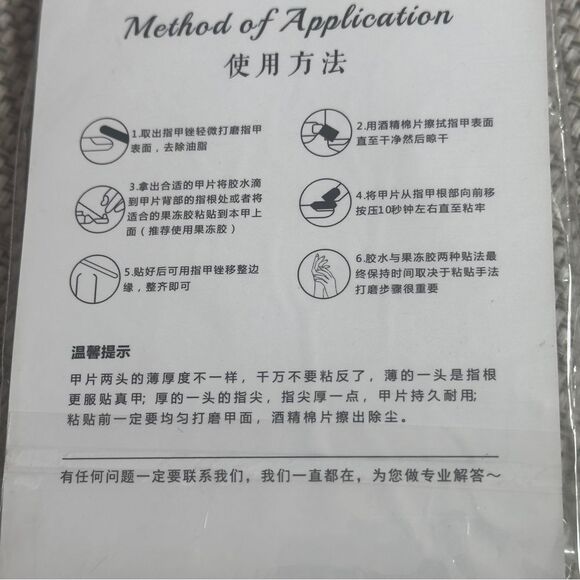 Method of Application
使用方法
1.取出指甲锉轻微打磨指甲
表面，去除油脂
2.用酒精棉片擦拭指甲表面
直至干净然后晾干
3.拿出合适的甲片将胶水滴
到甲片背部的指根处或者将
适合的果冻胶粘贴到本甲上
面（推荐使用果冻胶）
4.将甲片从指甲根部向前移
按压10秒钟左右直至粘牢
5.贴好后可用指甲锉移整边
缘，整齐即可
6.胶水与果冻胶两种贴法最
终保持时间取决于粘贴手法
打磨步骤很重要
温馨提示
甲片两头的薄厚度不一样，千万不要粘反了，薄的一头是指根
更服贴真甲；厚的一头的指尖，指尖厚一点，甲片持久耐用；
粘贴前一定要均匀打磨甲面，酒精棉片擦出除尘。
有任何问题一定要联系我们，我们一直都在，为您做专业解答～